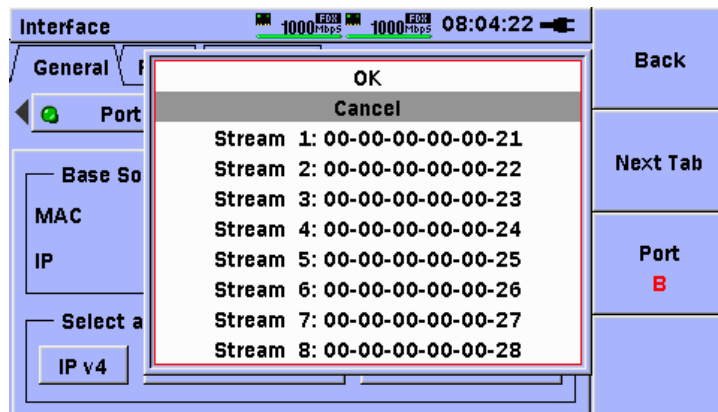 Interface 1000 FDX Mbps 1000 FDX Mbps 08:04:22
General
Port
Base So
MAC
IP
Select a
IP v4
OK
Cancel
Stream 1: 00-00-00-00-00-21
Stream 2: 00-00-00-00-00-22
Stream 3: 00-00-00-00-00-23
Stream 4: 00-00-00-00-00-24
Stream 5: 00-00-00-00-00-25
Stream 6: 00-00-00-00-00-26
Stream 7: 00-00-00-00-00-27
Stream 8: 00-00-00-00-00-28
Back
Next Tab
Port
B